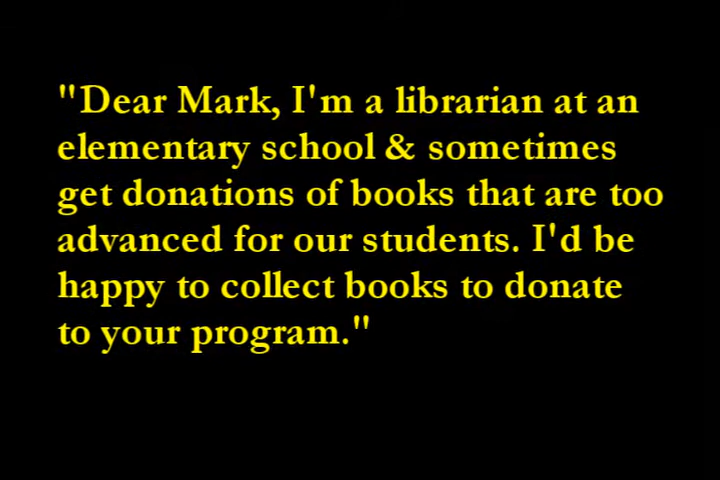 "Dear Mark, I'm a librarian at an
elementary school & sometimes
get donations of books that are too
advanced for our students. I'd be
happy to collect books to donate
to your program."